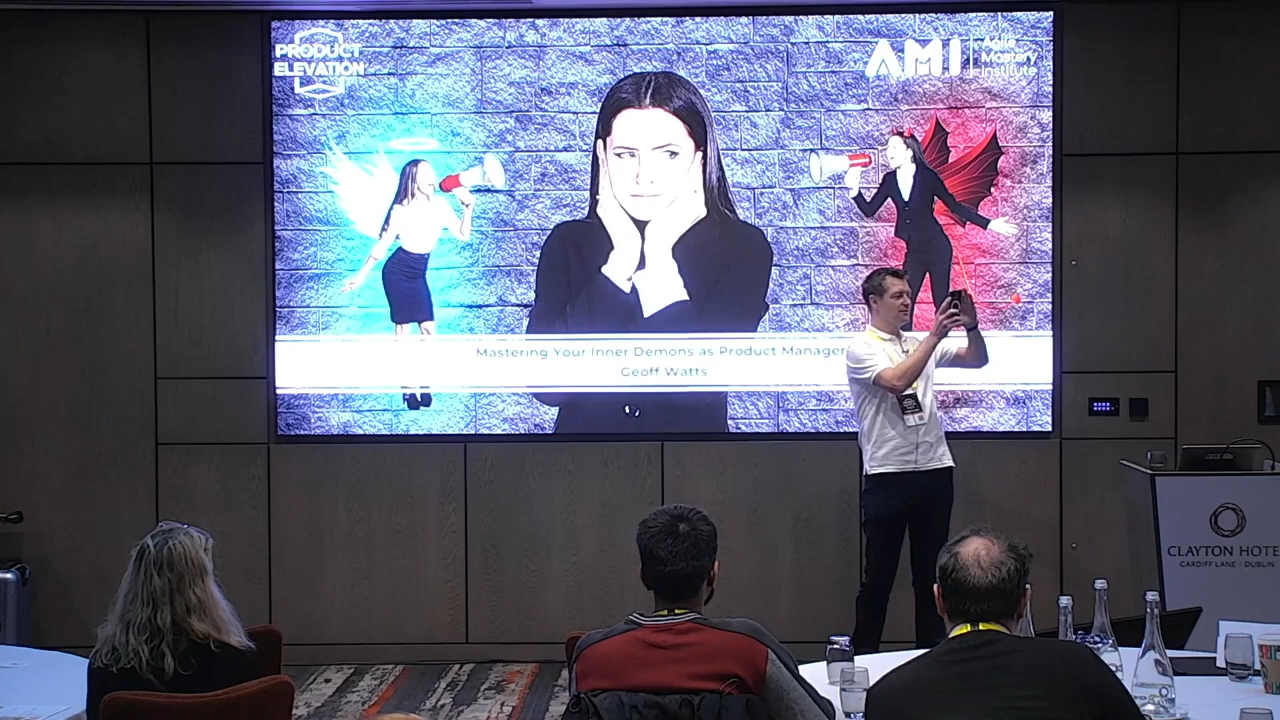 PRODUCT
ELEVATION
AMI Agile
Mastery
Institute
Mastering Your Inner Demons as Product Manager
Geoff Watts
CLAYTON HOTE
CARDIFF LANE · DUBLIN